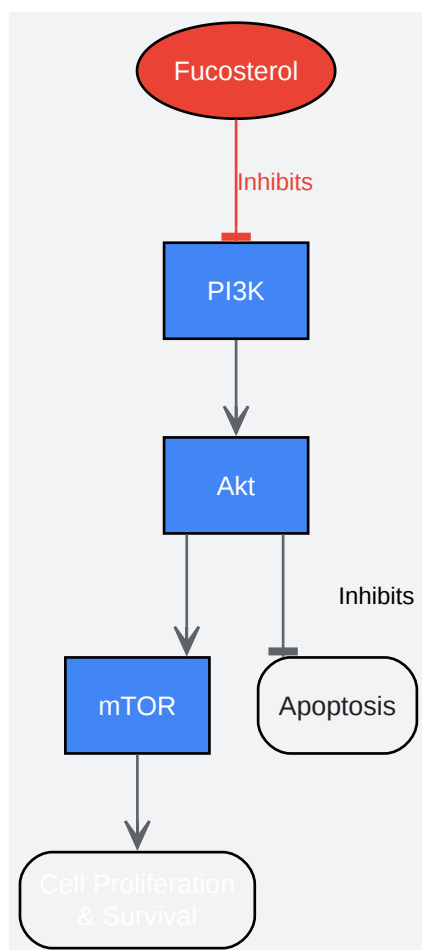 Fucosterol
Inhibits
PI3K
Akt
Inhibits
mTOR
Apoptosis
Cell Proliferation
& Survival